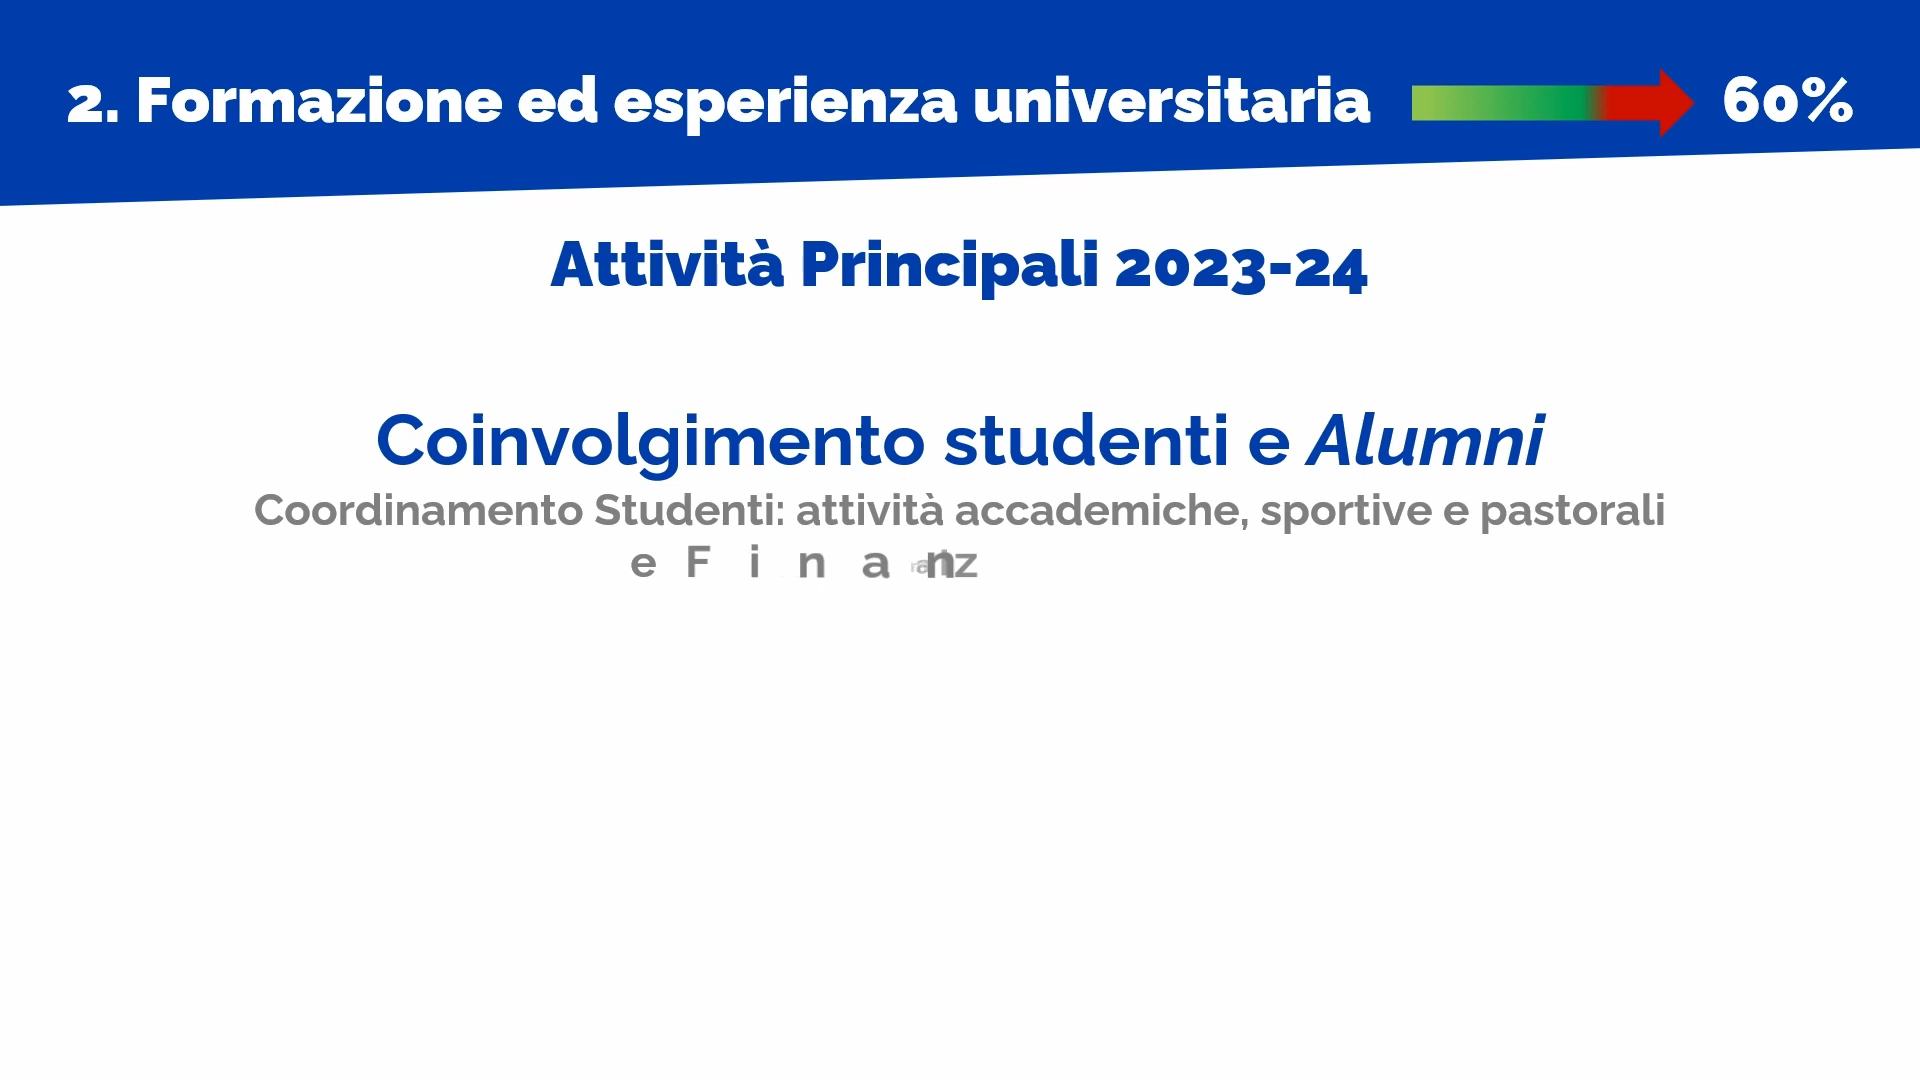 2. Formazione ed esperienza universitaria 60%
Attività Principali 2023-24
Coinvolgimento studenti e Alumni
Coordinamento Studenti: attività accademiche, sportive e pastorali
e